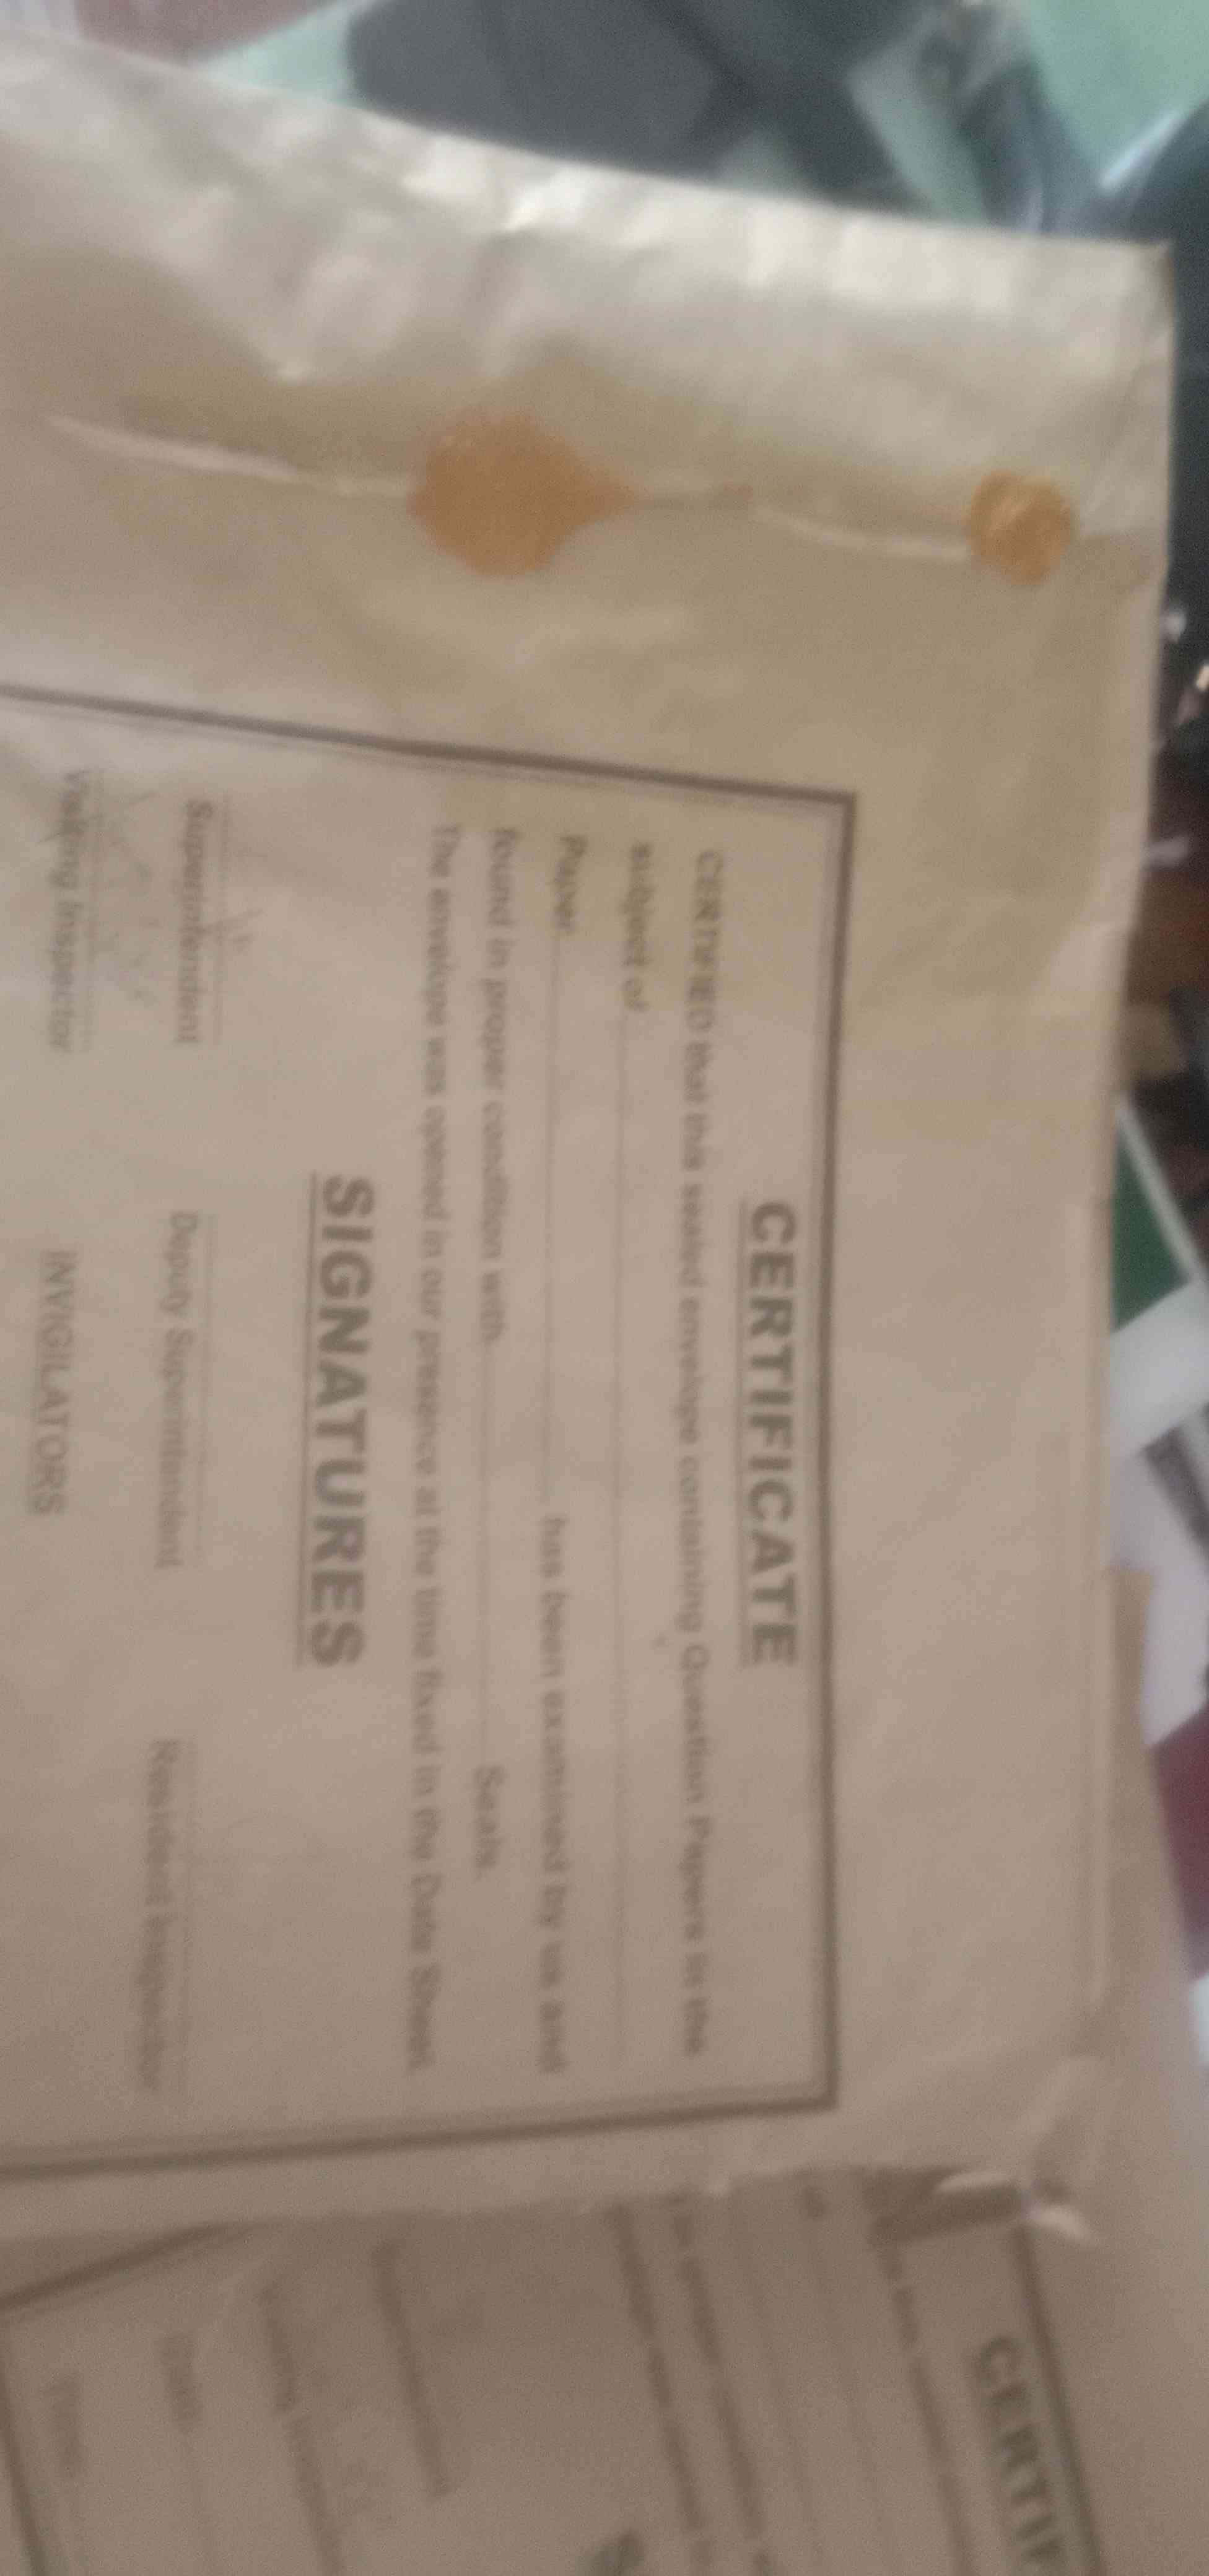 CERTIFICATE
CERTIFIED that this sealed envelope containing Question Papers in the
subject of
Paper has been examined by us and
found in proper condition with Seals.
The envelope was opened in our presence at the time fixed in the Date Sheet.
SIGNATURES
Superintendent Deputy Superintendent Resident Inspector
Visiting Inspector INVIGILATORS
CERTIF